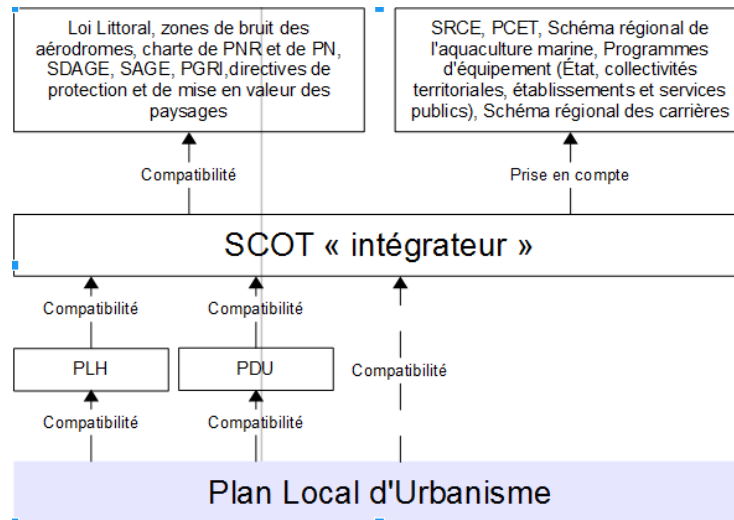 Loi Littoral, zones de bruit des
aérodromes, charte de PNR et de PN,
SDAGE, SAGE, PGRI,directives de
protection et de mise en valeur des
paysages
SRCE, PCET, Schéma régional de
l'aquaculture marine, Programmes
d'équipement (État, collectivités
territoriales, établissements et services
publics), Schéma régional des carrières
Compatibilité
Prise en compte
SCOT « intégrateur »
Compatibilité
Compatibilité
PLH
PDU
Compatibilité
Compatibilité
Compatibilité
Plan Local d'Urbanisme